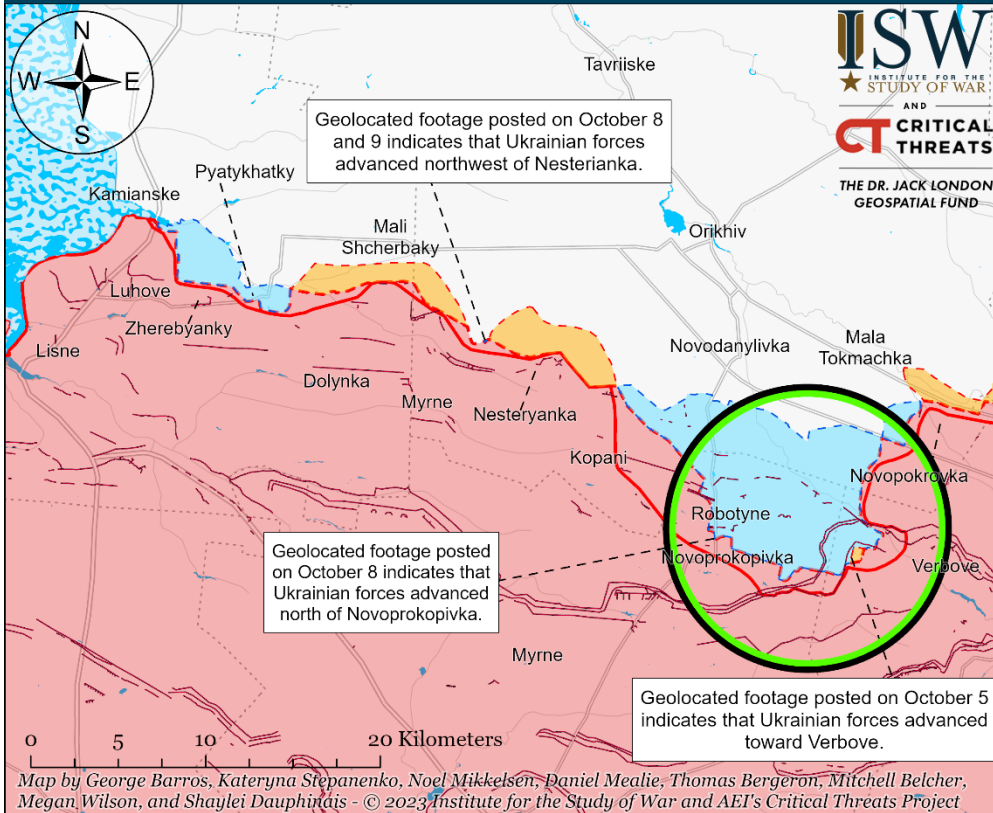 N
W
E
S
ISW
INSTITUTE FOR THE
STUDY OF WAR
AND
CT CRITICAL
THREATS
THE DR. JACK LONDON
GEOSPATIAL FUND
Tavriiske
Geolocated footage posted on October 8
and 9 indicates that Ukrainian forces
advanced northwest of Nesterianka.
Pyatykhatky
Kamianske
Mali
Shcherbaky
Orikhiv
Luhove
Zherebyanky
Lisne
Dolynka
Myrne
Nesteryanka
Novodanylivka
Mala
Tokmachka
Kopani
Novopokrovka
Robotyne
Novoprokopivka
Verbove
Geolocated footage posted
on October 8 indicates that
Ukrainian forces advanced
north of Novoprokopivka.
Myrne
Geolocated footage posted on October 5
indicates that Ukrainian forces advanced
toward Verbove.
0 5 10 20 Kilometers
Map by George Barros, Kateryna Stepanenko, Noel Mikkelsen, Daniel Mealie, Thomas Bergeron, Mitchell Belcher,
Megan Wilson, and Shaylei Dauphinais - © 2023 Institute for the Study of War and AEI's Critical Threats Project